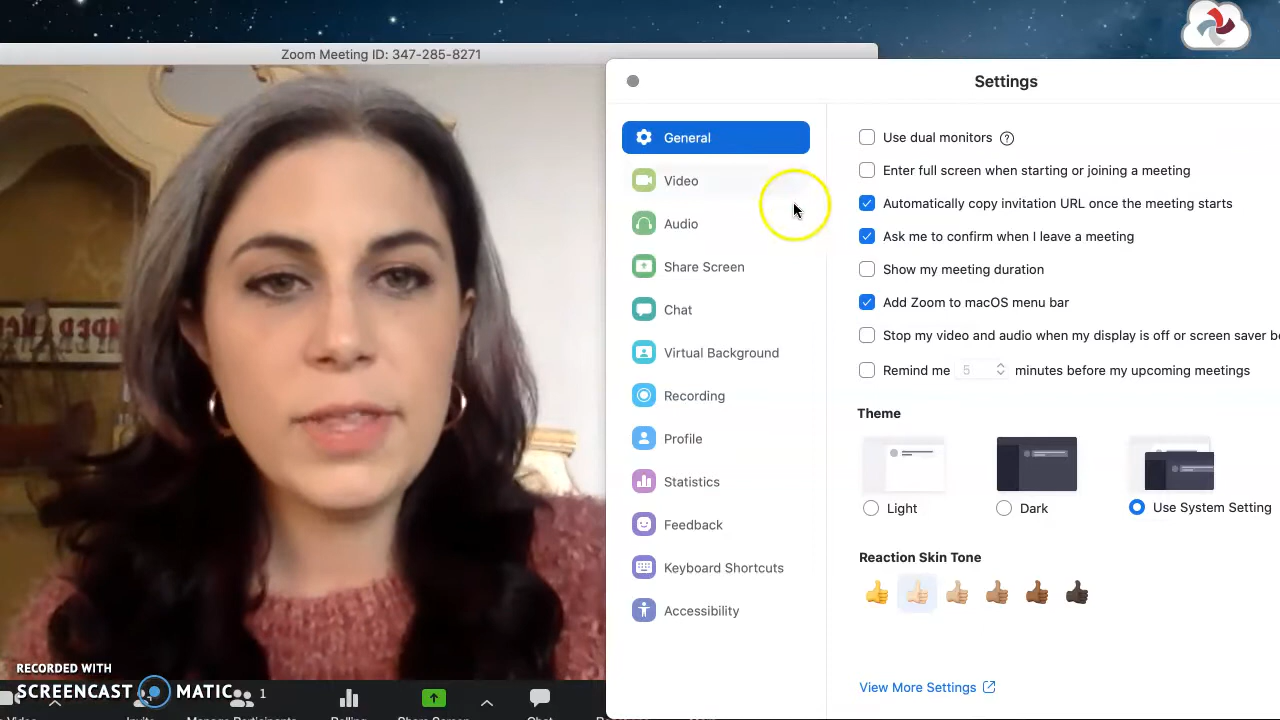 Zoom Meeting ID: 347-285-8271
Settings
General
Video
Audio
Share Screen
Chat
Virtual Background
Recording
Profile
Statistics
Feedback
Keyboard Shortcuts
Accessibility
Use dual monitors ?
Enter full screen when starting or joining a meeting
Automatically copy invitation URL once the meeting starts
Ask me to confirm when I leave a meeting
Show my meeting duration
Add Zoom to macOS menu bar
Stop my video and audio when my display is off or screen saver
Remind me 5 minutes before my upcoming meetings
Theme
Light
Dark
Use System Setting
Reaction Skin Tone
View More Settings
RECORDED WITH
SCREENCAST MATIC
1